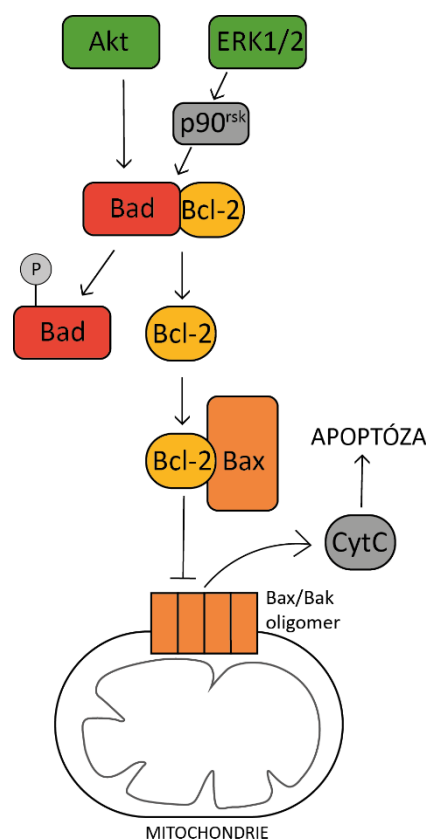 Akt
ERK1/2
p90rsk
Bad
Bcl-2
P
Bad
Bcl-2
Bcl-2
Bax
APOPTÓZA
CytC
Bax/Bak
oligomer
MITOCHONDRIE